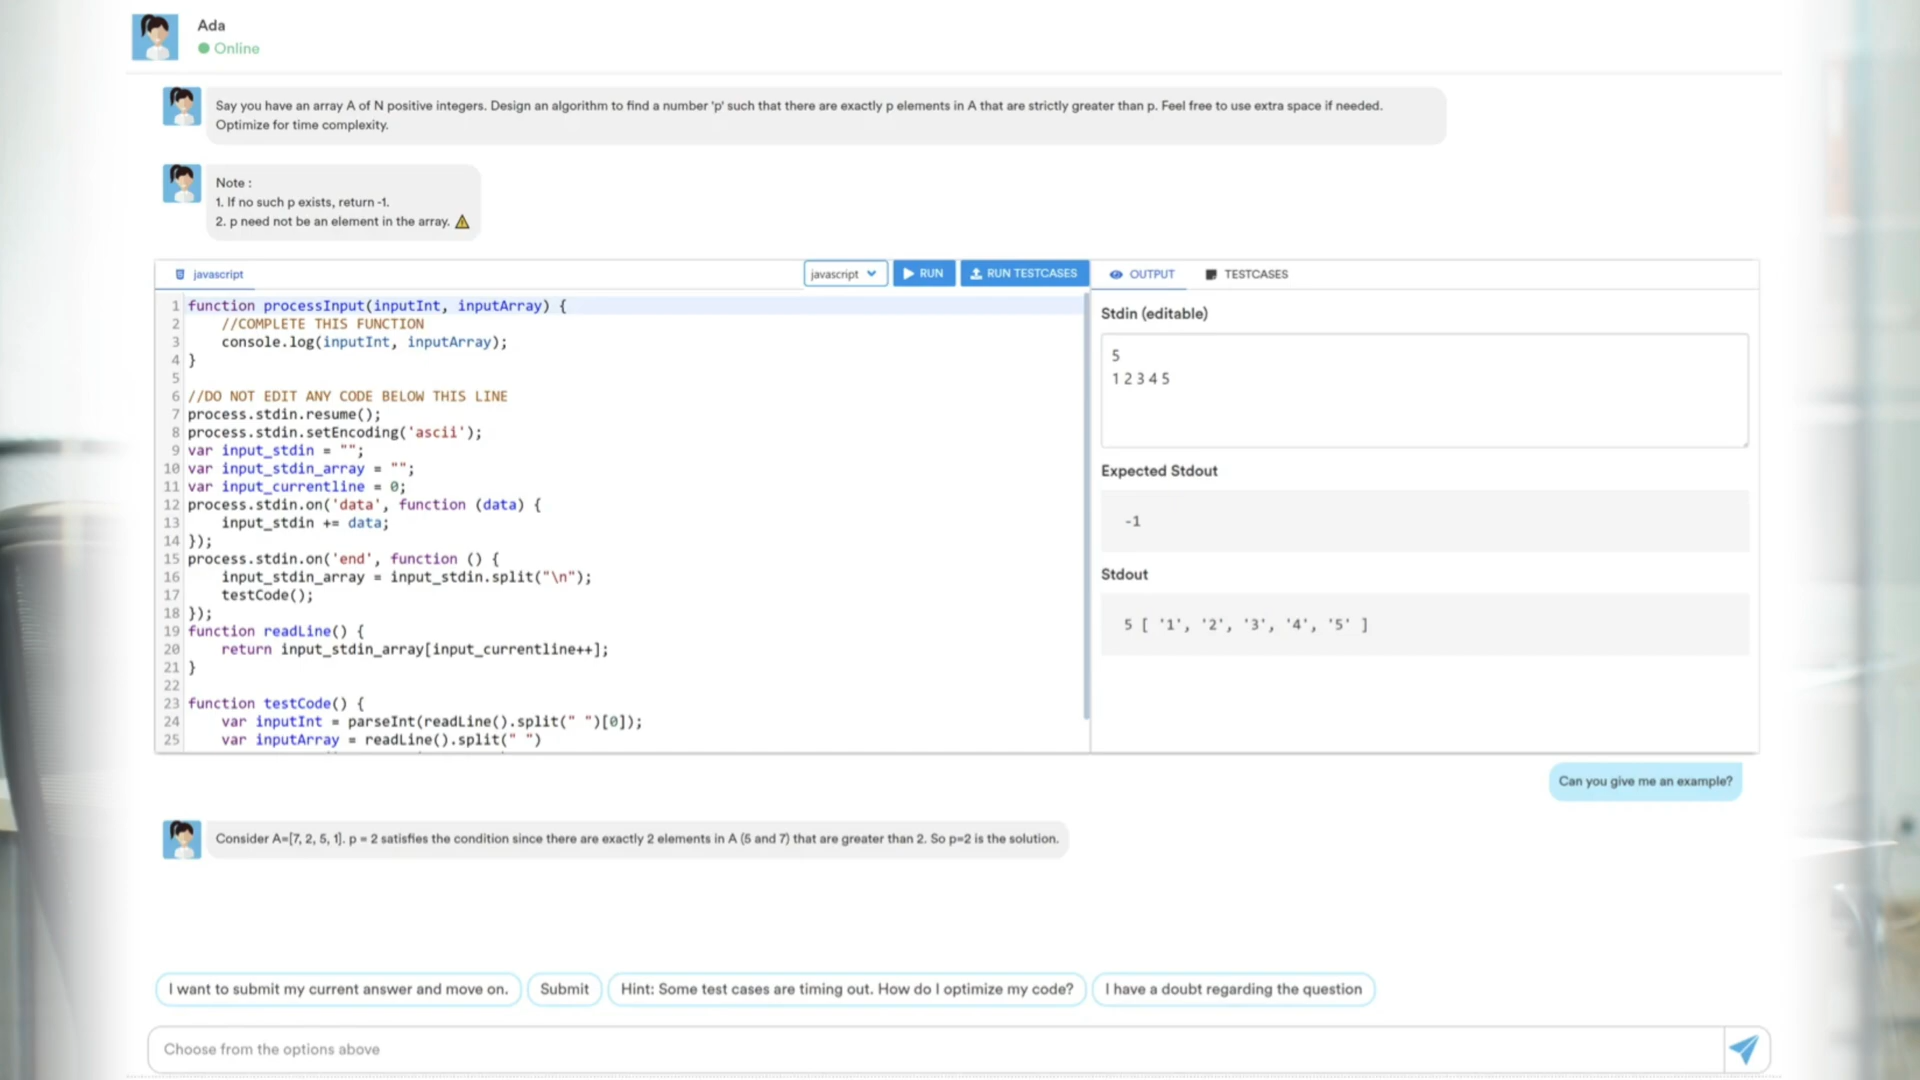 Ada
Online
Say you have an array A of N positive integers. Design an algorithm to find a number 'p' such that there are exactly p elements in A that are strictly greater than p. Feel free to use extra space if needed.
Optimize for time complexity.
Note :
1. If no such p exists, return -1.
2. p need not be an element in the array. ⚠
javascript
javascript
RUN
RUN TESTCASES
OUTPUT
TESTCASES
1 function processInput(inputInt, inputArray) {
2     //COMPLETE THIS FUNCTION
3     console.log(inputInt, inputArray);
4 }
5
6 //DO NOT EDIT ANY CODE BELOW THIS LINE
7 process.stdin.resume();
8 process.stdin.setEncoding('ascii');
9 var input_stdin = "";
10 var input_stdin_array = "";
11 var input_currentline = 0;
12 process.stdin.on('data', function (data) {
13     input_stdin += data;
14 });
15 process.stdin.on('end', function () {
16     input_stdin_array = input_stdin.split("\n");
17     testCode();
18 });
19 function readLine() {
20     return input_stdin_array[input_currentline++];
21 }
22
23 function testCode() {
24     var inputInt = parseInt(readLine().split(" ")[0]);
25     var inputArray = readLine().split(" ")
Stdin (editable)
5
1 2 3 4 5
Expected Stdout
-1
Stdout
5 [ '1', '2', '3', '4', '5' ]
Can you give me an example?
Consider A=[7, 2, 5, 1]. p = 2 satisfies the condition since there are exactly 2 elements in A (5 and 7) that are greater than 2. So p=2 is the solution.
I want to submit my current answer and move on.
Submit
Hint: Some test cases are timing out. How do I optimize my code?
I have a doubt regarding the question
Choose from the options above